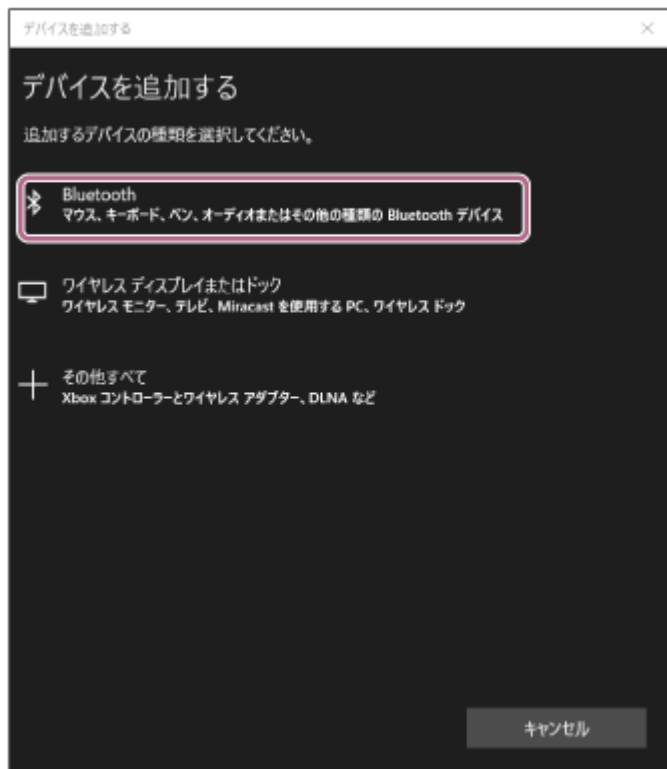 デバイスを追加する
デバイスを追加する
追加するデバイスの種類を選択してください。
Bluetooth
マウス、キーボード、ペン、オーディオまたはその他の種類の Bluetooth デバイス
ワイヤレス ディスプレイまたはドック
ワイヤレス モニター、テレビ、Miracast を使用する PC、ワイヤレス ドック
その他すべて
Xbox コントローラーとワイヤレス アダプター、DLNA など
キャンセル